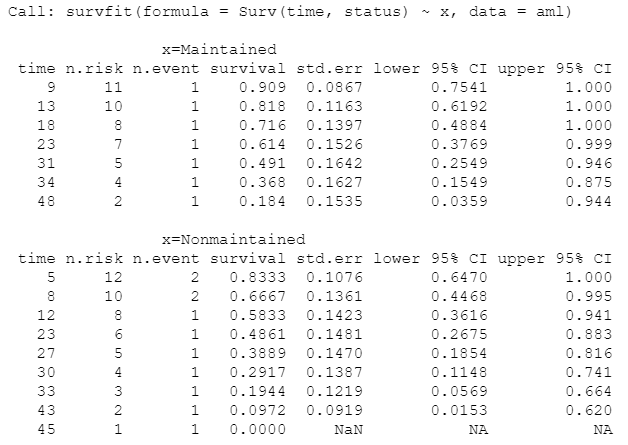 Call: survfit(formula = Surv(time, status) ~ x, data = aml)
x=Maintained
time n.risk n.event survival std.err lower 95% CI upper 95% CI
9 11 1 0.909 0.0867 0.7541 1.000
13 10 1 0.818 0.1163 0.6192 1.000
18 8 1 0.716 0.1397 0.4884 1.000
23 7 1 0.614 0.1526 0.3769 0.999
31 5 1 0.491 0.1642 0.2549 0.946
34 4 1 0.368 0.1627 0.1549 0.875
48 2 1 0.184 0.1535 0.0359 0.944
x=Nonmaintained
time n.risk n.event survival std.err lower 95% CI upper 95% CI
5 12 2 0.8333 0.1076 0.6470 1.000
8 10 2 0.6667 0.1361 0.4468 0.995
12 8 1 0.5833 0.1423 0.3616 0.941
23 6 1 0.4861 0.1481 0.2675 0.883
27 5 1 0.3889 0.1470 0.1854 0.816
30 4 1 0.2917 0.1387 0.1148 0.741
33 3 1 0.1944 0.1219 0.0569 0.664
43 2 1 0.0972 0.0919 0.0153 0.620
45 1 1 0.0000 NaN NA NA